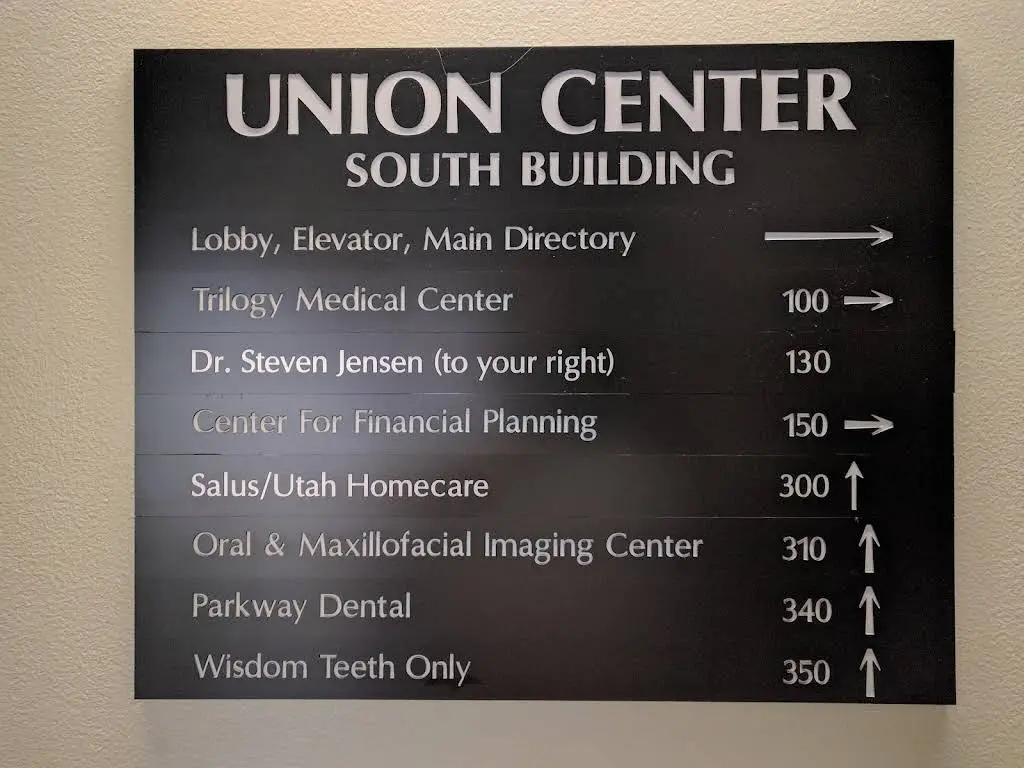 UNION CENTER
SOUTH BUILDING
Lobby, Elevator, Main Directory →
Trilogy Medical Center 100 →
Dr. Steven Jensen (to your right) 130
Center For Financial Planning 150 →
Salus/Utah Homecare 300 ↑
Oral & Maxillofacial Imaging Center 310 ↑
Parkway Dental 340 ↑
Wisdom Teeth Only 350 ↑